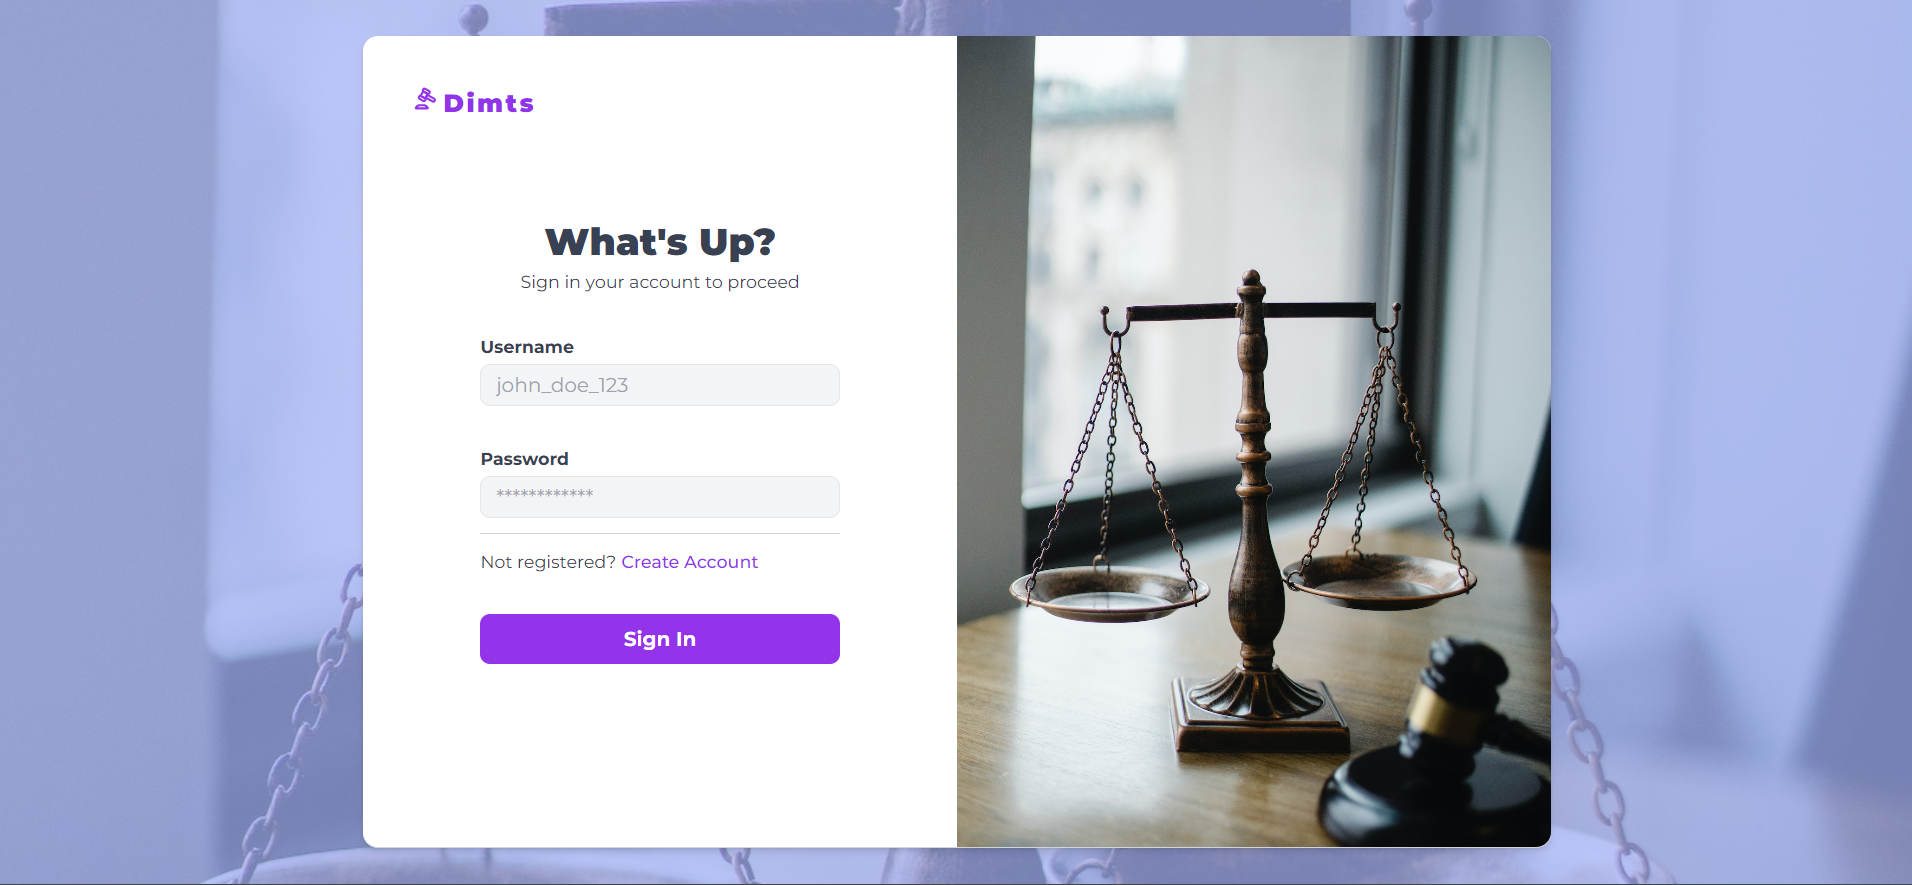 Dimts
What's Up?
Sign in your account to proceed
Username
john_doe_123
Password
************
Not registered? Create Account
Sign In